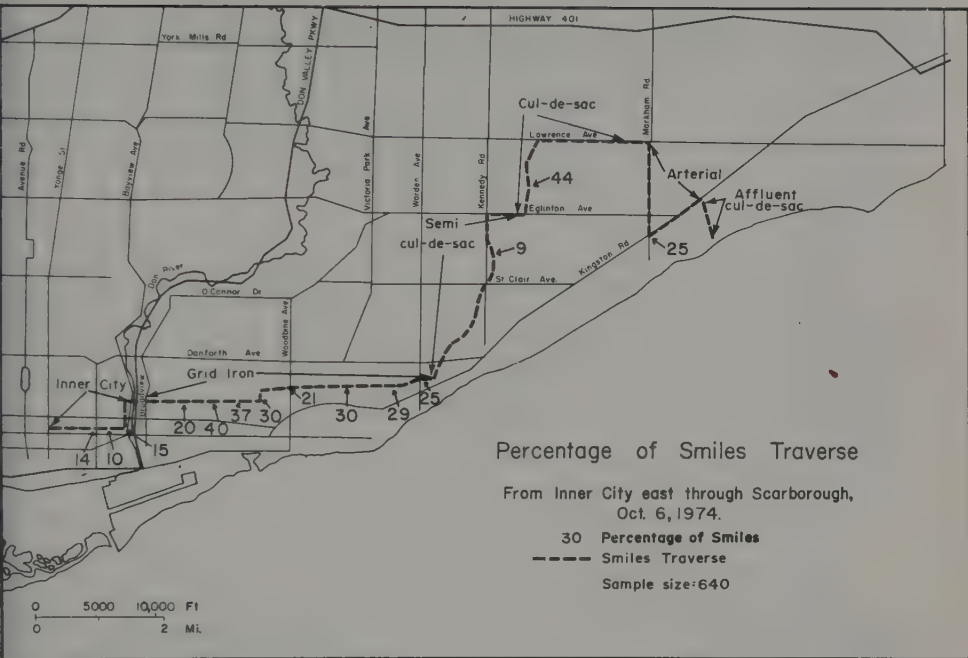 HIGHWAY 401
York Mills Rd
DON VALLEY PKWY
Cul-de-sac
Markham Rd
Lawrence Ave
Avenue Rd
Yonge St
Bayview Ave
Victoria Park Ave
Warden Ave
Kennedy Rd
44
Arterial
Affluent
cul-de-sac
Eglinton Ave
Semi
cul-de-sac
9
25
Kingston Rd
Don River
St Clair Ave.
O'Connor Dr
Woodbine Ave
Danforth Ave
Grid Iron
Inner City
Broadview
14
10
15
20
40
37
30
21
30
29
25
Percentage of Smiles Traverse
From Inner City east through Scarborough,
Oct. 6, 1974.
30 Percentage of Smiles
Smiles Traverse
Sample size:640
0 5000 10,000 Ft
0 2 Mi.